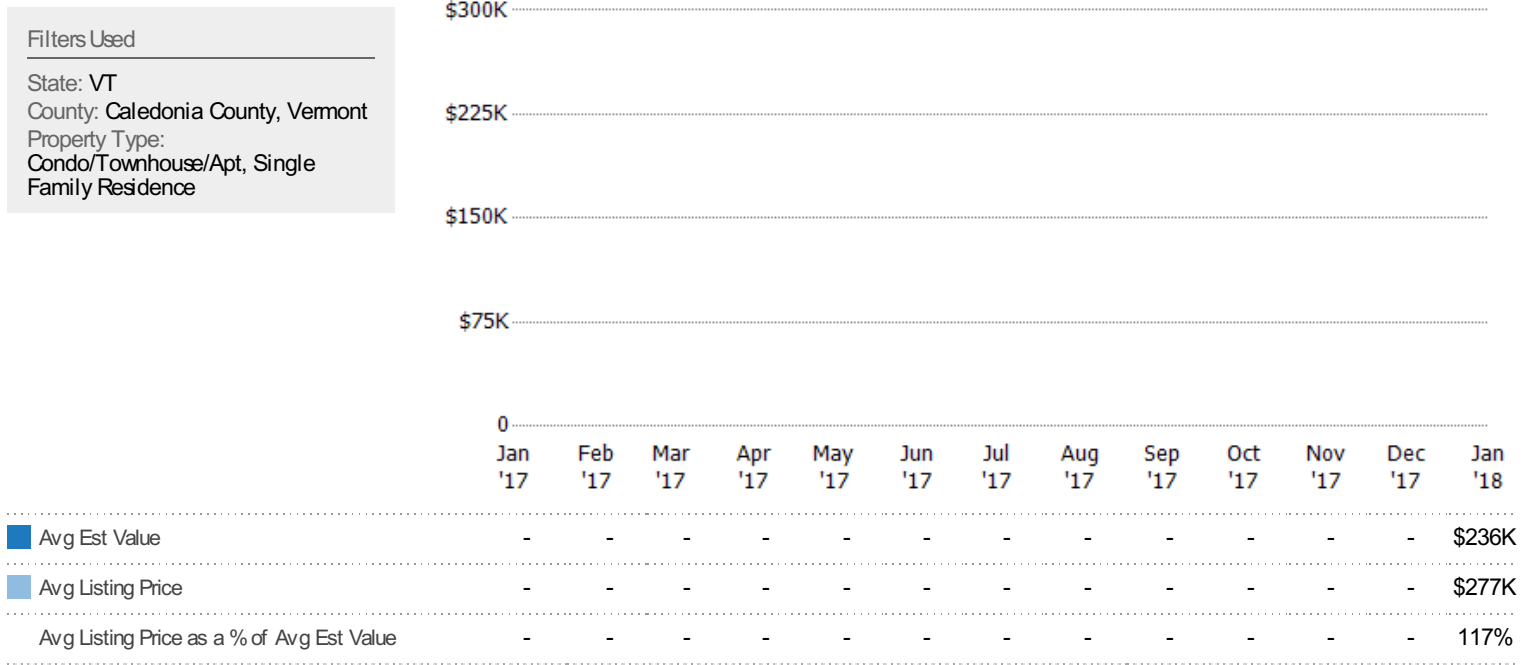 Filters Used
State: VT
County: Caledonia County, Vermont
Property Type:
Condo/Townhouse/Apt, Single
Family Residence
$300K
$225K
$150K
$75K
0
Jan Feb Mar Apr May Jun Jul Aug Sep Oct Nov Dec Jan
'17 '17 '17 '17 '17 '17 '17 '17 '17 '17 '17 '17 '18
Avg Est Value - - - - - - - - - - - - $236K
Avg Listing Price - - - - - - - - - - - - $277K
Avg Listing Price as a % of Avg Est Value - - - - - - - - - - - - 117%